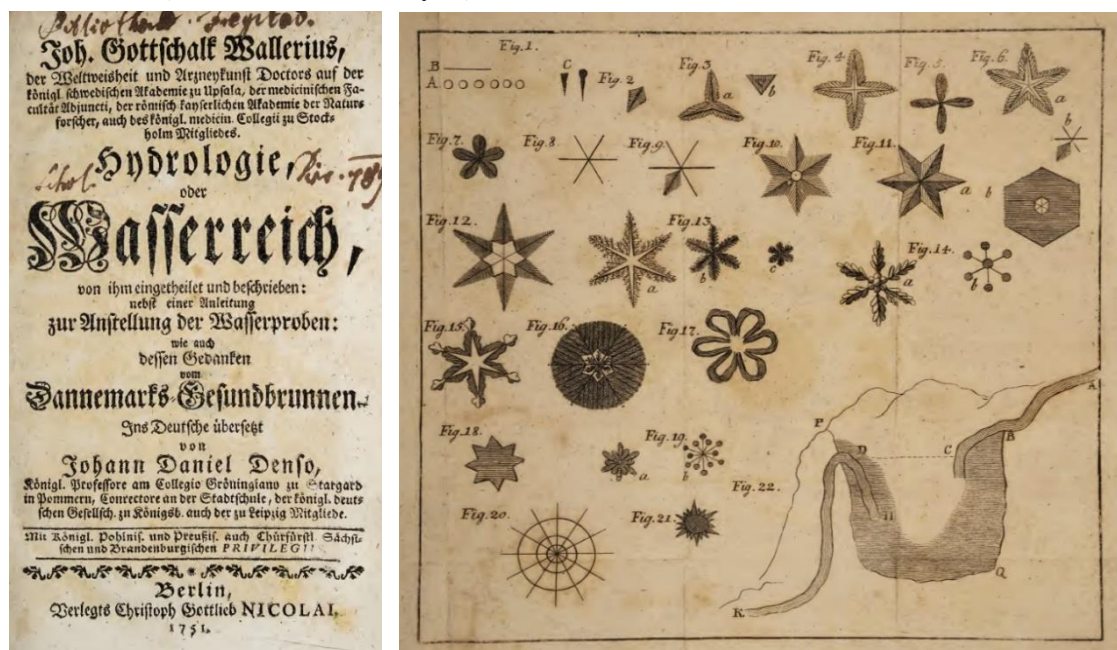 Joh. Gottschalk Wallerius,
der Weltweisheit und Arzneykunst Doctors auf der
königl. schwedischen Akademie zu Upsala, der medicinischen Fa-
cultät Adjuncti, der römisch kayserlichen Akademie der Natur-
forscher, auch des königl. medicin. Collegii zu Stock-
holm Mitgliedes.
Hydrologie,
oder
Wasserreich,
von ihm eingetheilet und beschrieben:
nebst einer Anleitung
zur Anstellung der Wasserproben:
wie auch
dessen Gedanken
vom
Dannemarks-Gesundbrunnen.
Ins Deutsche übersetzt
von
Johann Daniel Denso,
Königl. Professore am Collegio Gröningiano zu Stargard
in Pommern, Conrectore an der Stadtschule, der königl. deut-
schen Gesellsch. zu Königsb. auch der zu Leipzig Mitgliede.
Mit Königl. Pohlnis. und Preußis. auch Chürfürstl. Sächsi-
schen und Brandenburgischen PRIVILEGIIS
Berlin,
Verlegts Christoph Gottlieb NICOLAI,
1751.
Fig.1.
B
A
C
Fig.2
Fig.3
a
b
Fig.4.
Fig.5.
Fig.6.
a
b
Fig.7.
Fig.8.
Fig.9.
Fig.10.
Fig.11.
a
b
Fig.12.
a
Fig.13.
b
c
a
Fig.14.
b
Fig.15.
Fig.16.
Fig.17.
Fig.18.
a
Fig.19.
b
Fig.20.
Fig.21.
Fig.22.
A
B
C
D
P
H
Q
K